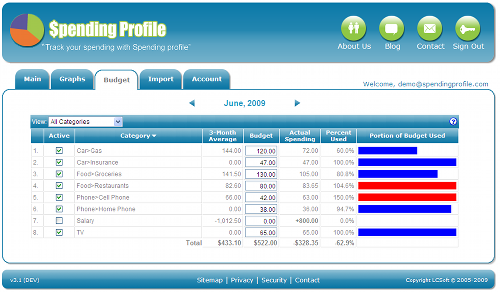 $pending Profile
"Track your spending with Spending profile"
About Us Blog Contact Sign Out
Main Graphs Budget Import Account
Welcome, demo@spendingprofile.com
June, 2009
View: All Categories
Active Category 3-Month Average Budget Actual Spending Percent Used Portion of Budget Used
1. Car>Gas 144.00 120.00 72.00 60.0%
2. Car>Insurance 0.00 47.00 47.00 100.0%
3. Food>Groceries 141.50 130.00 105.00 80.8%
4. Food>Restaurants 82.60 80.00 83.65 104.6%
5. Phone>Cell Phone 66.00 42.00 63.00 150.0%
6. Phone>Home Phone 0.00 38.00 36.00 94.7%
7. Salary -1,012.50 0.00 +800.00 0.0%
8. TV 0.00 65.00 65.00 100.0%
Total $433.10 $522.00 $328.35 62.9%
v3.1 (DEV) Sitemap | Privacy | Security | Contact Copyright LCSoft © 2005-2009